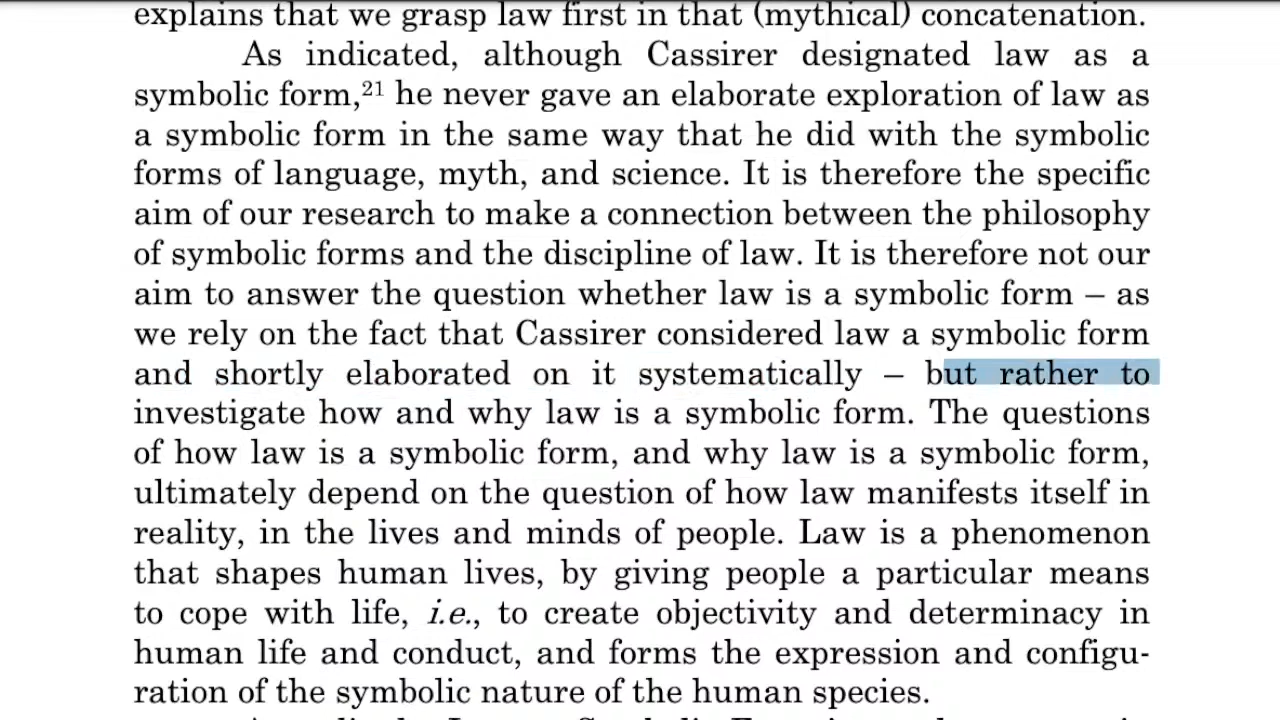 explains that we grasp law first in that (mythical) concatenation.
As indicated, although Cassirer designated law as a
symbolic form,²¹ he never gave an elaborate exploration of law as
a symbolic form in the same way that he did with the symbolic
forms of language, myth, and science. It is therefore the specific
aim of our research to make a connection between the philosophy
of symbolic forms and the discipline of law. It is therefore not our
aim to answer the question whether law is a symbolic form – as
we rely on the fact that Cassirer considered law a symbolic form
and shortly elaborated on it systematically – but rather to
investigate how and why law is a symbolic form. The questions
of how law is a symbolic form, and why law is a symbolic form,
ultimately depend on the question of how law manifests itself in
reality, in the lives and minds of people. Law is a phenomenon
that shapes human lives, by giving people a particular means
to cope with life, i.e., to create objectivity and determinacy in
human life and conduct, and forms the expression and configu-
ration of the symbolic nature of the human species.